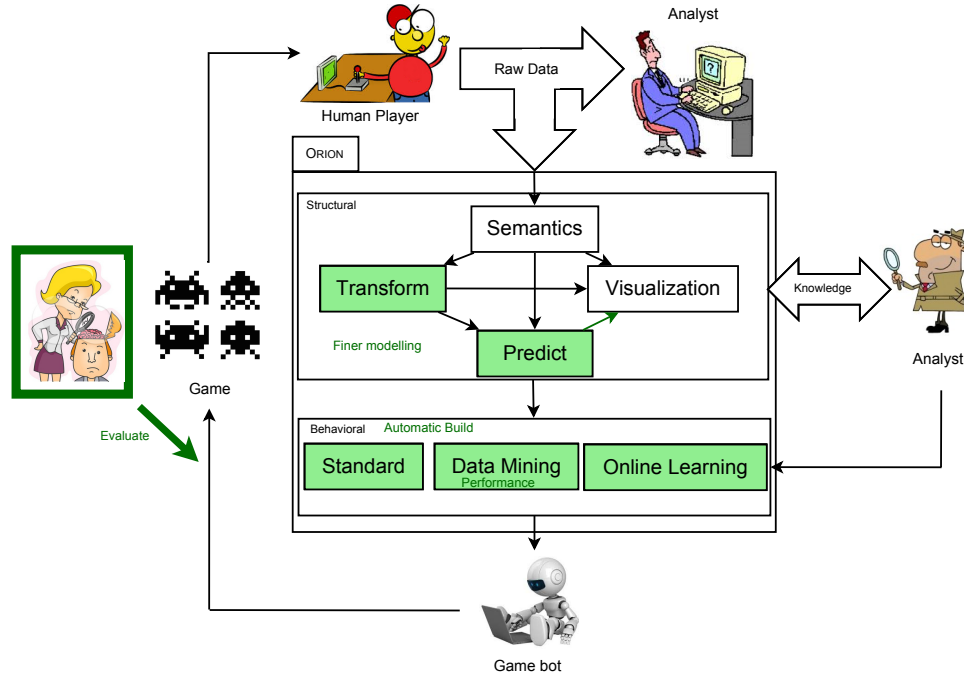 Analyst
Raw Data
Human Player
ORION
Structural
Semantics
Transform
Visualization
Knowledge
Finer modelling
Predict
Analyst
Game
Evaluate
Behavioral
Automatic Build
Standard
Data Mining
Online Learning
Performance
Game bot
?